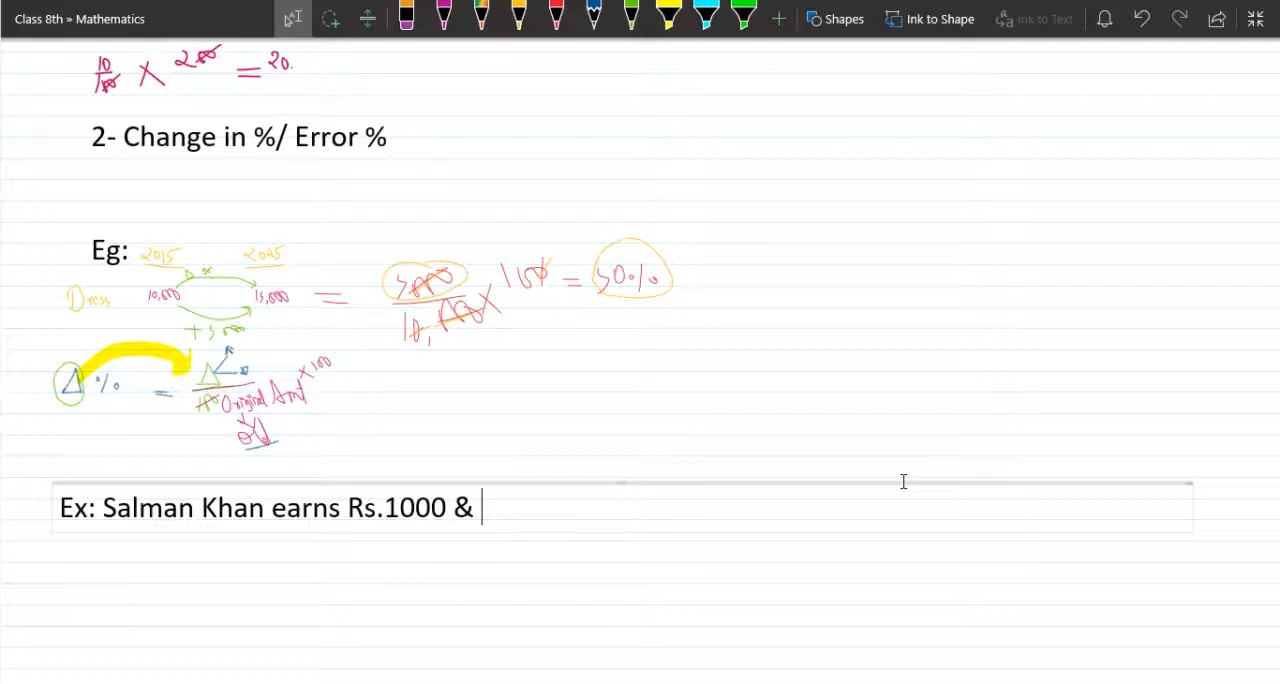 Class 8th » Mathematics
Shapes Ink to Shape Ink to Text
10/100 × 200 = 20.
2- Change in %/ Error %
Eg: 2015 2025
%
Dress 10,000 15,000 = 5000/10,000 × 100 = 50%
+5000
Δ% = Δ/Original Amt × 100
old
Ex: Salman Khan earns Rs.1000 &